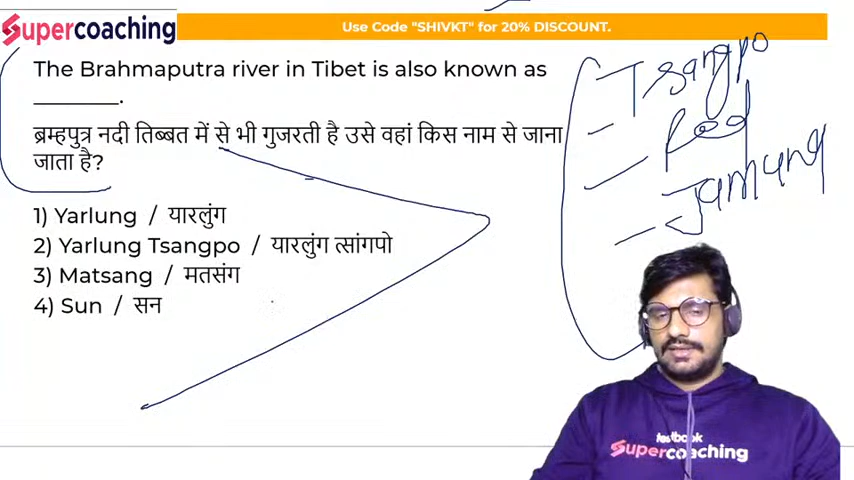 Supercoaching
Use Code "SHIVKT" for 20% DISCOUNT.
The Brahmaputra river in Tibet is also known as
________.
ब्रम्हपुत्र नदी तिब्बत में से भी गुजरती है उसे वहां किस नाम से जाना
जाता है?
1) Yarlung / यारलुंग
2) Yarlung Tsangpo / यारलुंग त्सांगपो
3) Matsang / मतसंग
4) Sun / सन
- Tsangpo
- Red
- Jamung
testbook
Supercoaching